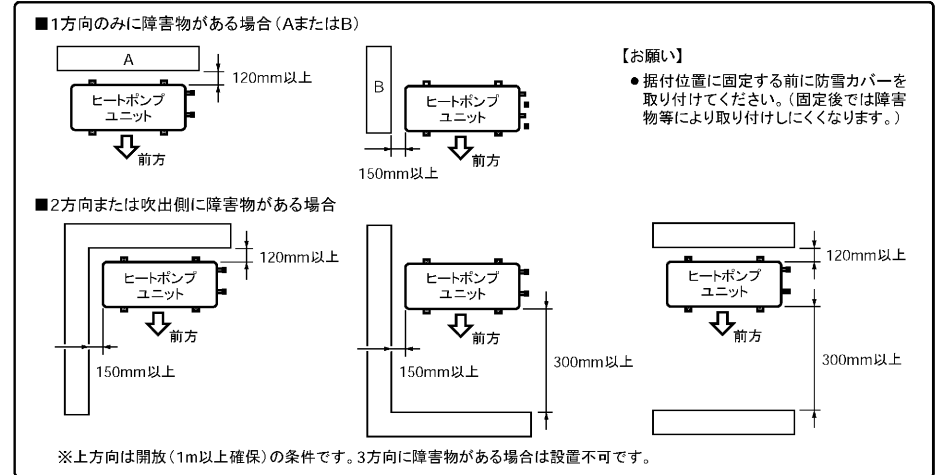 ■1方向のみに障害物がある場合(AまたはB)
A
120mm以上
ヒートポンプ
ユニット
前方
B
ヒートポンプ
ユニット
前方
150mm以上
【お願い】
●据付位置に固定する前に防雪カバーを
取り付けてください。(固定後では障害
物等により取り付けしにくくなります。)
■2方向または吹出側に障害物がある場合
120mm以上
ヒートポンプ
ユニット
前方
150mm以上
ヒートポンプ
ユニット
前方
150mm以上
300mm以上
120mm以上
ヒートポンプ
ユニット
前方
300mm以上
※上方向は開放(1m以上確保)の条件です。3方向に障害物がある場合は設置不可です。